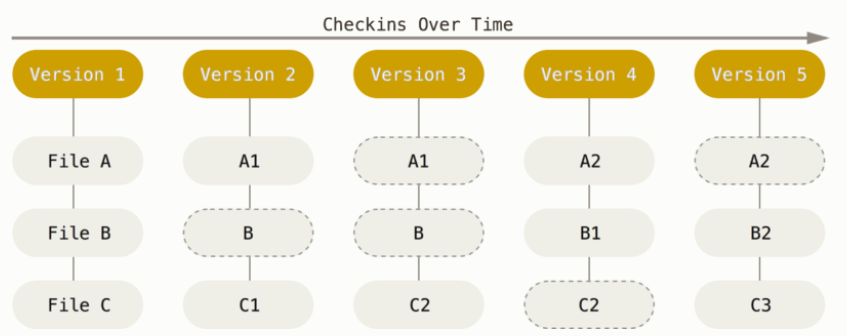 Checkins Over Time
Version 1 Version 2 Version 3 Version 4 Version 5
File A A1 A1 A2 A2
File B B B B1 B2
File C C1 C2 C2 C3